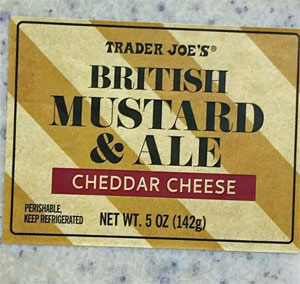 TRADER JOE'S®
BRITISH
MUSTARD
& ALE
CHEDDAR CHEESE
PERISHABLE,
KEEP REFRIGERATED
NET WT. 5 OZ (142g)